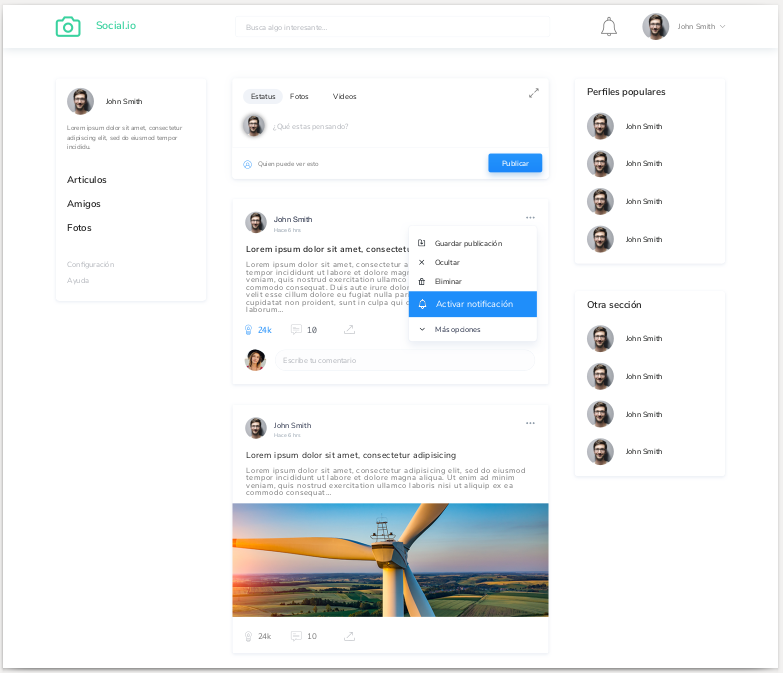 Social.io
Busca algo interesante...
John Smith
John Smith
Lorem ipsum dolor sit amet, consectetur
adipiscing elit, sed do eiusmod tempor
incididu.
Articulos
Amigos
Fotos
Configuración
Ayuda
Estatus Fotos Videos
¿Qué estas pensando?
Quien puede ver esto
Publicar
John Smith
Hace 6 hrs
Lorem ipsum dolor sit amet, consectetu
Lorem ipsum dolor sit amet, consectetur a
tempor incididunt ut labore et dolore magn
veniam, quis nostrud exercitation ullamco
commodo consequat. Duis aute irure dolor
velit esse cillum dolore eu fugiat nulla par
cupidatat non proident, sunt in culpa qui o
laborum...
Guardar publicación
Ocultar
Eliminar
Activar notificación
Más opciones
24k 10
Escribe tu comentario
John Smith
Hace 6 hrs
Lorem ipsum dolor sit amet, consectetur adipisicing
Lorem ipsum dolor sit amet, consectetur adipisicing elit, sed do eiusmod
tempor incididunt ut labore et dolore magna aliqua. Ut enim ad minim
veniam, quis nostrud exercitation ullamco laboris nisi ut aliquip ex ea
commodo consequat...
24k 10
Perfiles populares
John Smith
John Smith
John Smith
John Smith
Otra sección
John Smith
John Smith
John Smith
John Smith